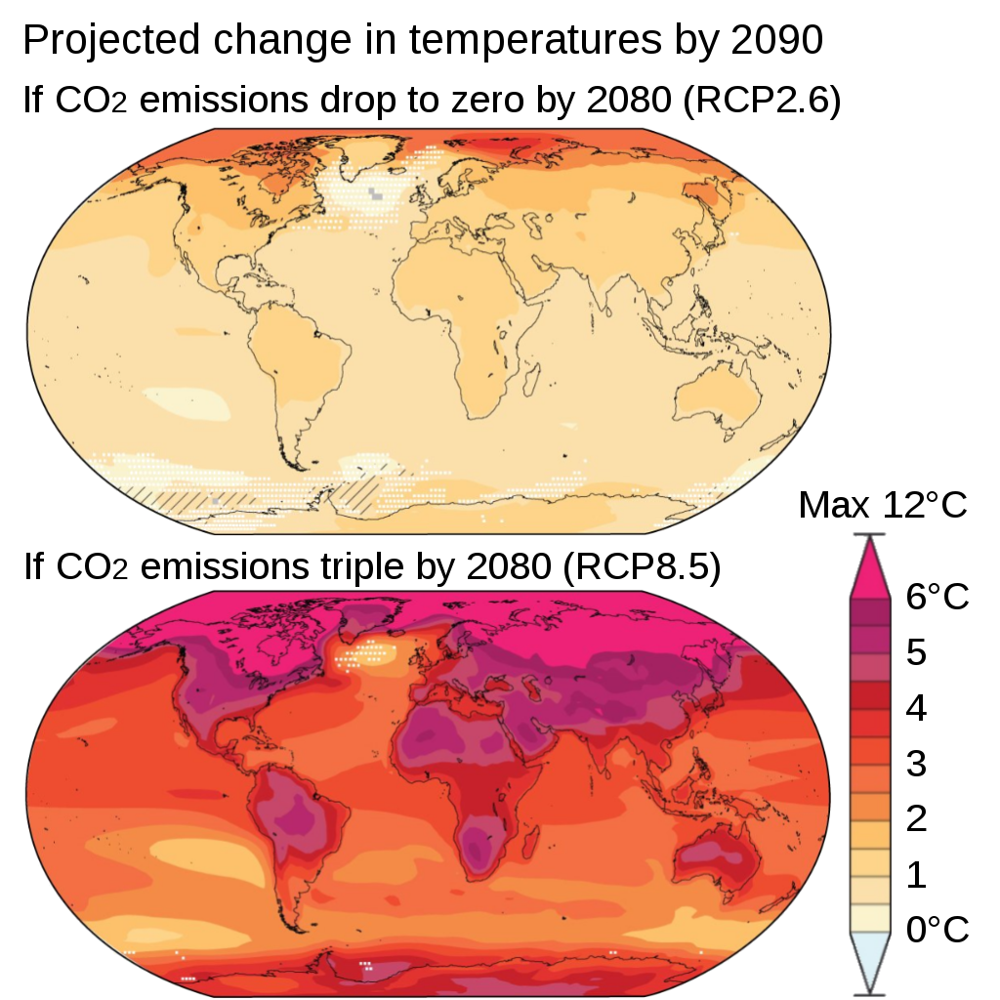 Projected change in temperatures by 2090
If CO2 emissions drop to zero by 2080 (RCP2.6)
Max 12°C
If CO2 emissions triple by 2080 (RCP8.5)
6°C
5
4
3
2
1
0°C